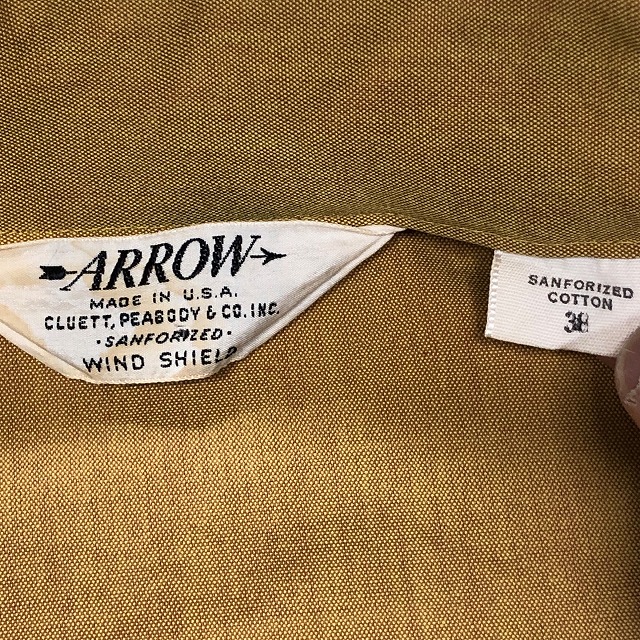 ARROW
MADE IN U.S.A.
CLUETT, PEABODY & CO. INC.
· SANFORIZED ·
WIND SHIELD
SANFORIZED
COTTON
38